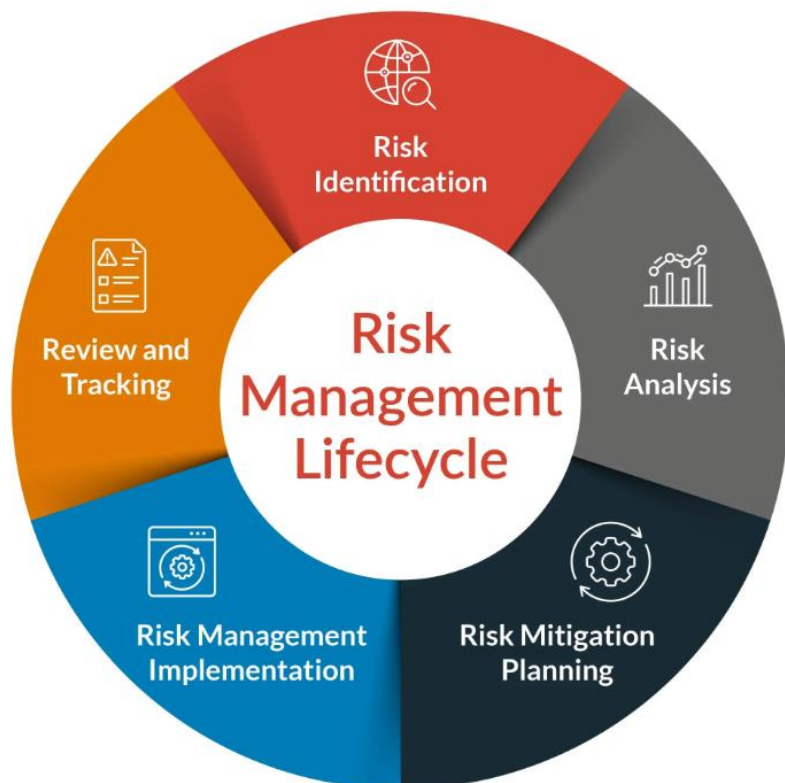 Risk
Identification
Risk
Analysis
Risk Mitigation
Planning
Risk Management
Implementation
Review and
Tracking
Risk
Management
Lifecycle